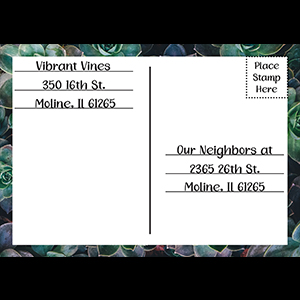 Vibrant Vines
350 16th St.
Moline, IL 61265
Place
Stamp
Here
Our Neighbors at
2365 26th St.
Moline, IL 61265